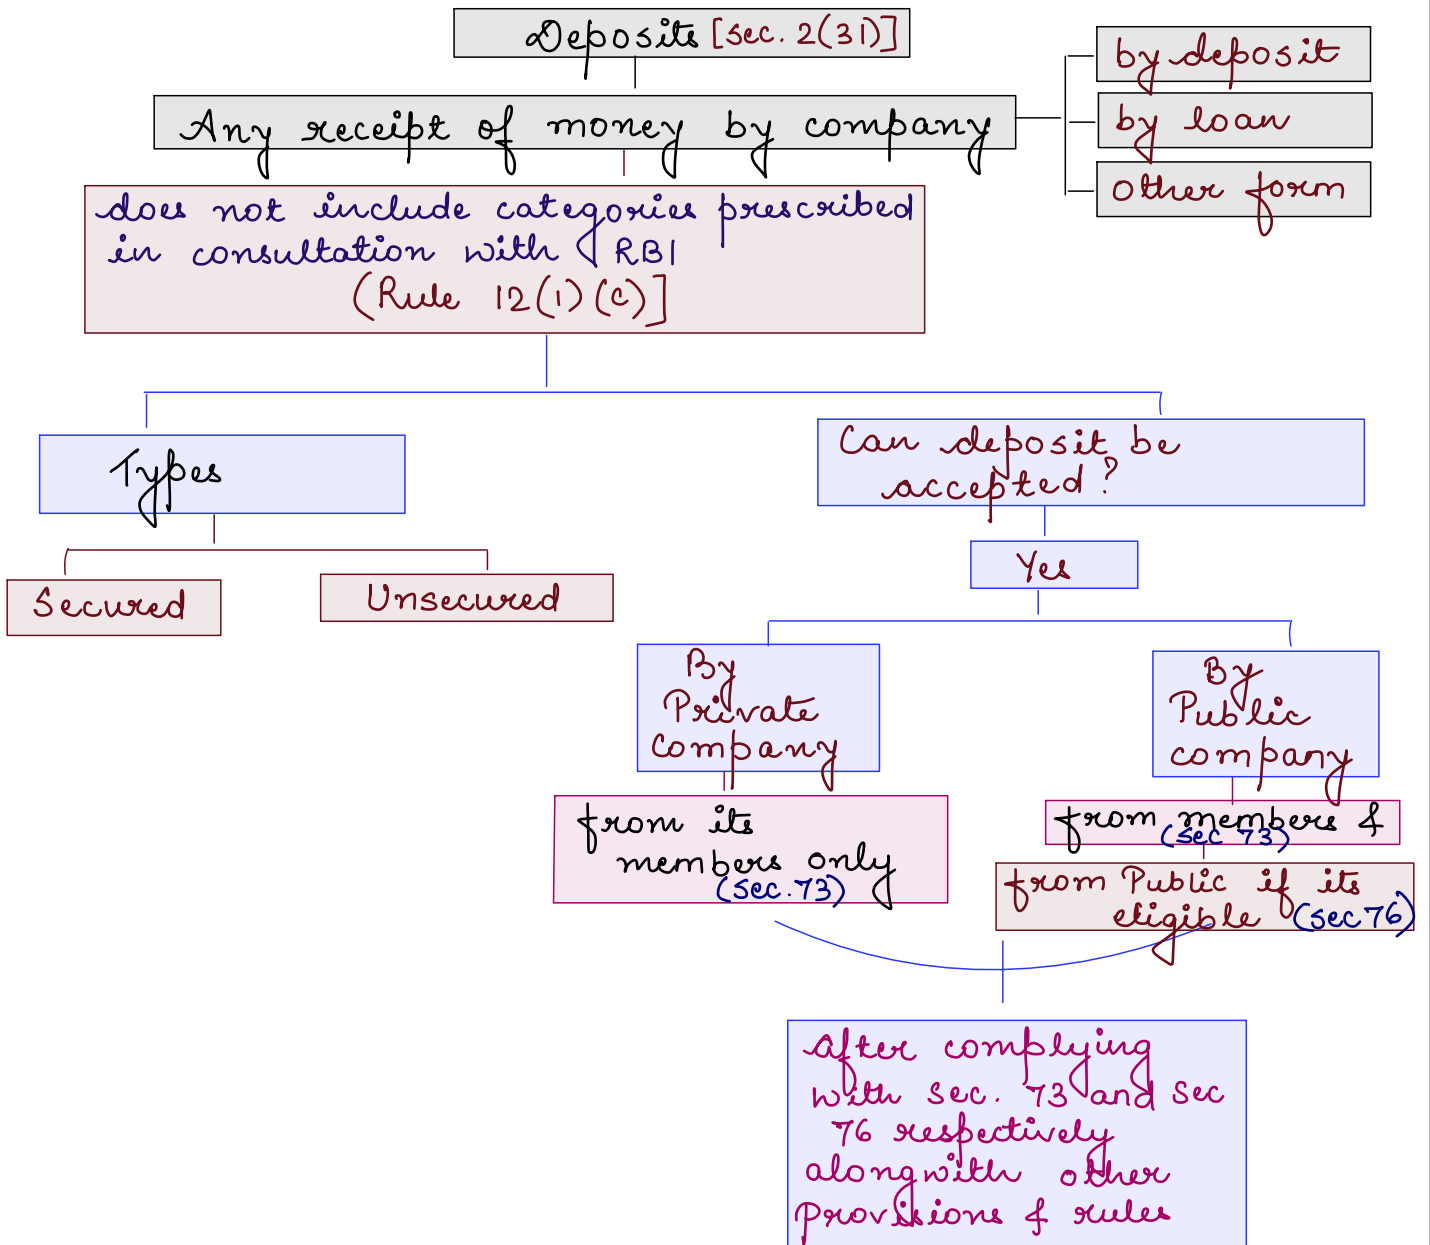 Deposits [sec. 2(31)]
Any receipt of money by company
by deposit
by loan
other form
does not include categories prescribed
in consultation with RBI
(Rule 12(1)(c)]
Types
Secured
Unsecured
Can deposit be
accepted?
Yes
By
Private
company
from its
members only
(sec. 73)
By
Public
company
from members &
(sec 73)
from Public if its
eligible (sec 76)
After complying
with sec. 73 and sec
76 respectively
alongwith other
provisions & rules